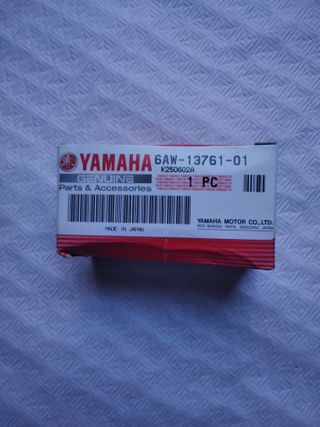 YAMAHA 6AW-13761-01
GENUINE K250602A
Parts & Accessories 1 PC
YAMAHA MOTOR CO., LTD.
MADE IN JAPAN